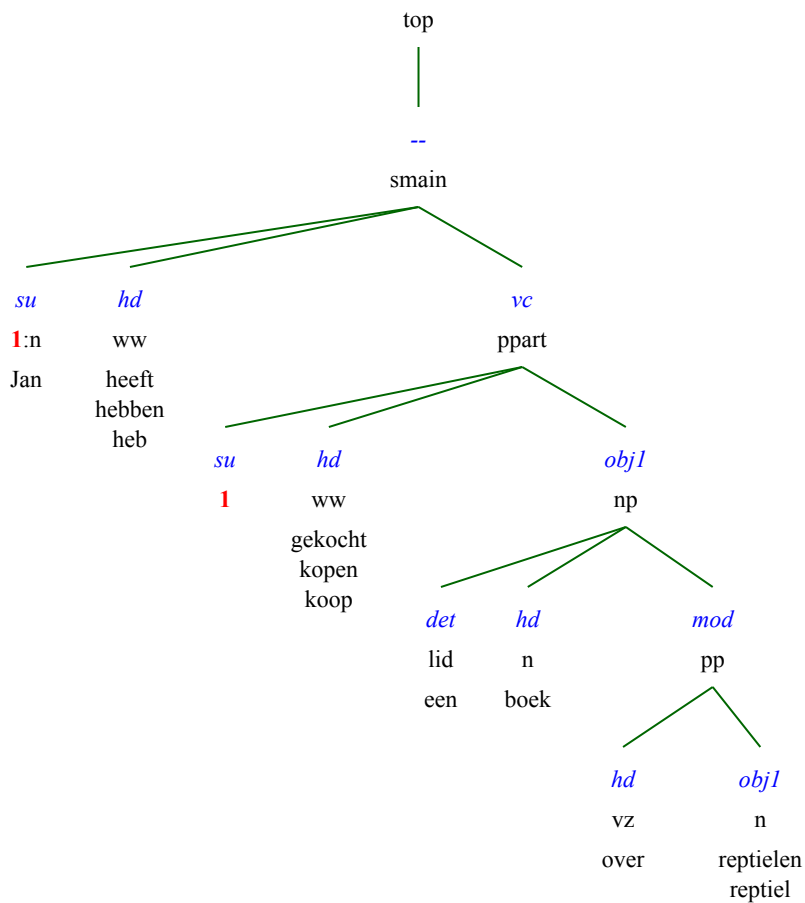 top
--
smain
su hd vc
1:n ww ppart
Jan heeft
hebben
heb
su hd obj1
1 ww np
gekocht
kopen
koop
det hd mod
lid n pp
een boek
hd obj1
vz n
over reptielen
reptiel